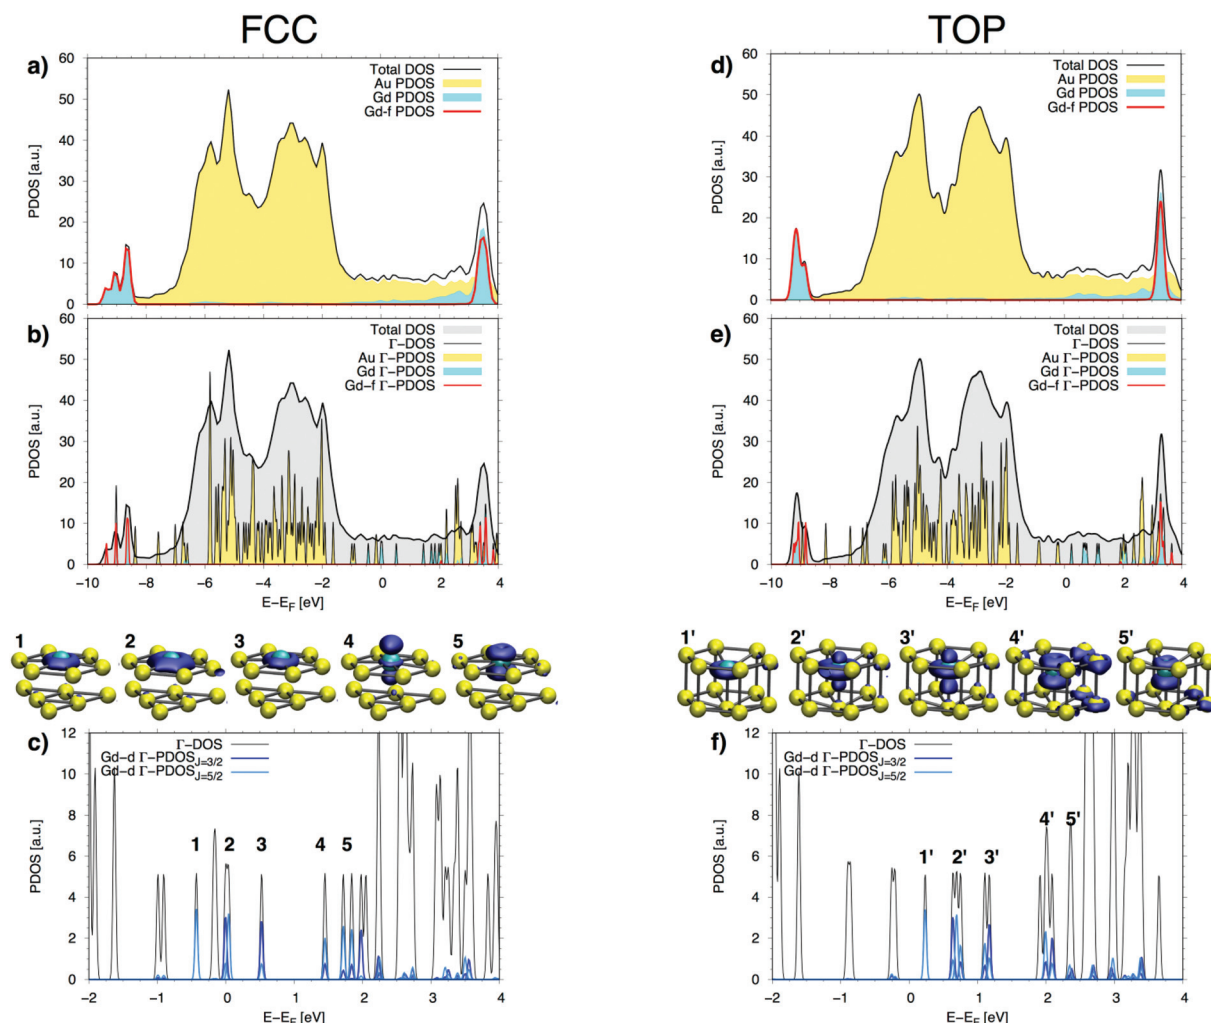 FCC
TOP
a)
Total DOS
Au PDOS
Gd PDOS
Gd-f PDOS
PDOS [a.u.]
60
50
40
30
20
10
0
d)
Total DOS
Au PDOS
Gd PDOS
Gd-f PDOS
PDOS [a.u.]
60
50
40
30
20
10
0
b)
Total DOS
Γ-DOS
Au Γ-PDOS
Gd Γ-PDOS
Gd-f Γ-PDOS
PDOS [a.u.]
60
50
40
30
20
10
0
-10 -8 -6 -4 -2 0 2 4
E-E_F [eV]
e)
Total DOS
Γ-DOS
Au Γ-PDOS
Gd Γ-PDOS
Gd-f Γ-PDOS
PDOS [a.u.]
60
50
40
30
20
10
0
-10 -8 -6 -4 -2 0 2 4
E-E_F [eV]
1 2 3 4 5
1' 2' 3' 4' 5'
c)
Γ-DOS
Gd-d Γ-PDOS_J=3/2
Gd-d Γ-PDOS_J=5/2
1 2 3 4 5
PDOS [a.u.]
12
10
8
6
4
2
0
-2 -1 0 1 2 3 4
E-E_F [eV]
f)
Γ-DOS
Gd-d Γ-PDOS_J=3/2
Gd-d Γ-PDOS_J=5/2
1' 2' 3' 4' 5'
PDOS [a.u.]
12
10
8
6
4
2
0
-2 -1 0 1 2 3 4
E-E_F [eV]